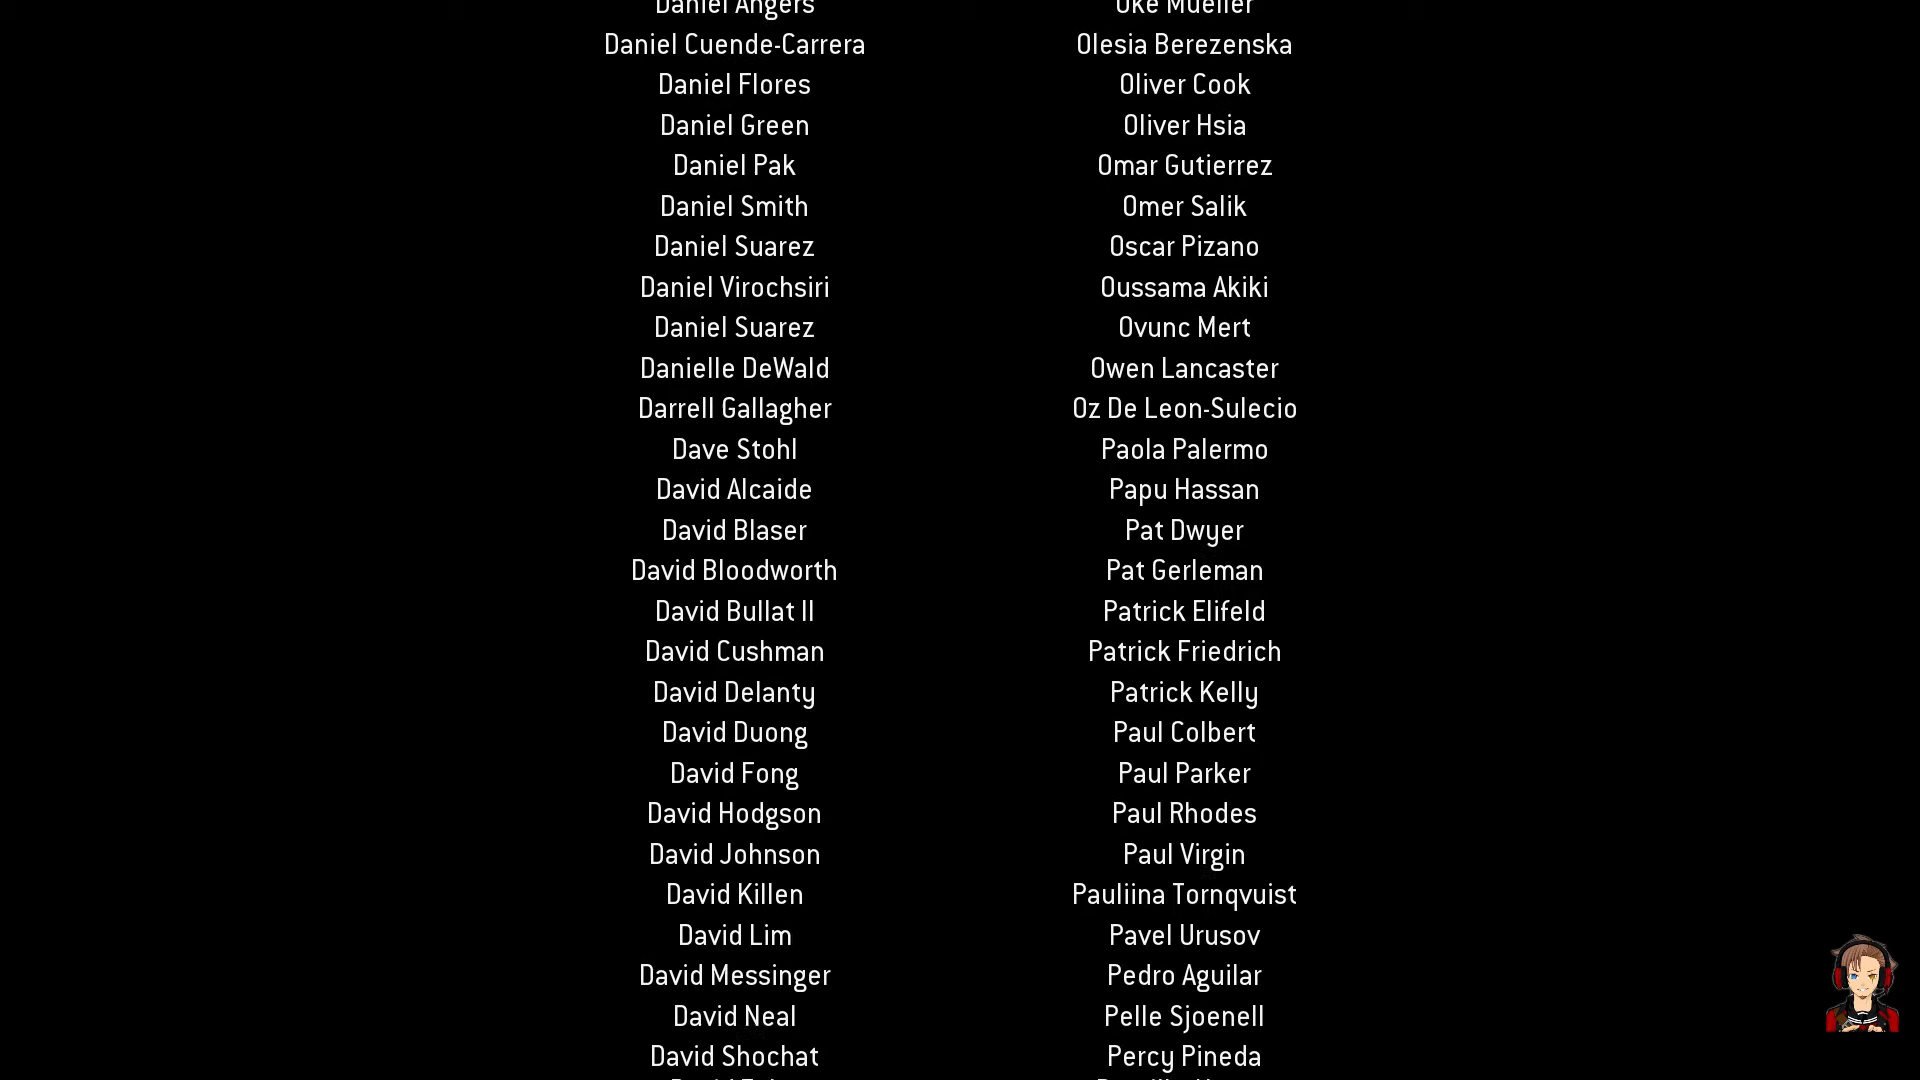 Daniel Angers
Daniel Cuende-Carrera
Daniel Flores
Daniel Green
Daniel Pak
Daniel Smith
Daniel Suarez
Daniel Virochsiri
Daniel Suarez
Danielle DeWald
Darrell Gallagher
Dave Stohl
David Alcaide
David Blaser
David Bloodworth
David Bullat II
David Cushman
David Delanty
David Duong
David Fong
David Hodgson
David Johnson
David Killen
David Lim
David Messinger
David Neal
David Shochat
Oke Mueller
Olesia Berezenska
Oliver Cook
Oliver Hsia
Omar Gutierrez
Omer Salik
Oscar Pizano
Oussama Akiki
Ovunc Mert
Owen Lancaster
Oz De Leon-Sulecio
Paola Palermo
Papu Hassan
Pat Dwyer
Pat Gerleman
Patrick Elifeld
Patrick Friedrich
Patrick Kelly
Paul Colbert
Paul Parker
Paul Rhodes
Paul Virgin
Pauliina Tornqvuist
Pavel Urusov
Pedro Aguilar
Pelle Sjoenell
Percy Pineda